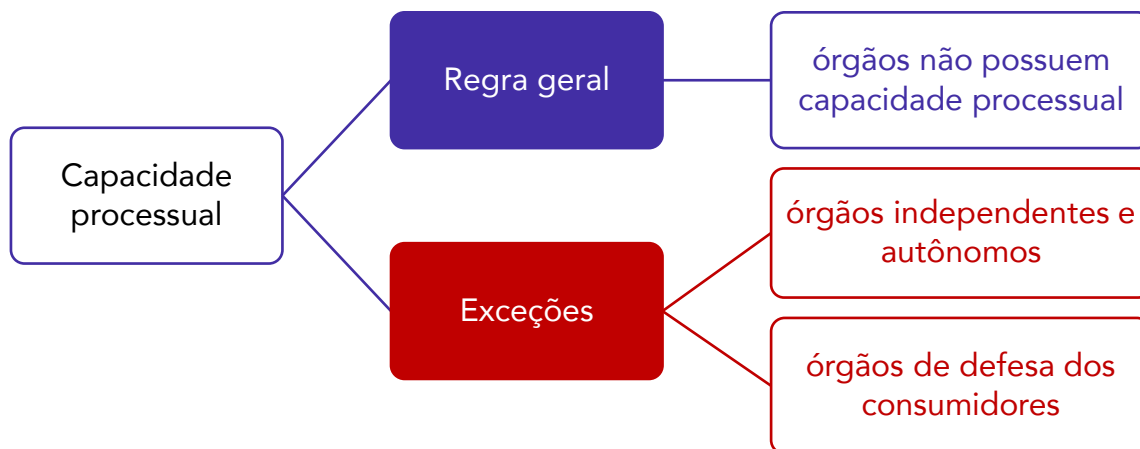 Capacidade
processual
Regra geral
órgãos não possuem
capacidade processual
Exceções
órgãos independentes e
autônomos
órgãos de defesa dos
consumidores